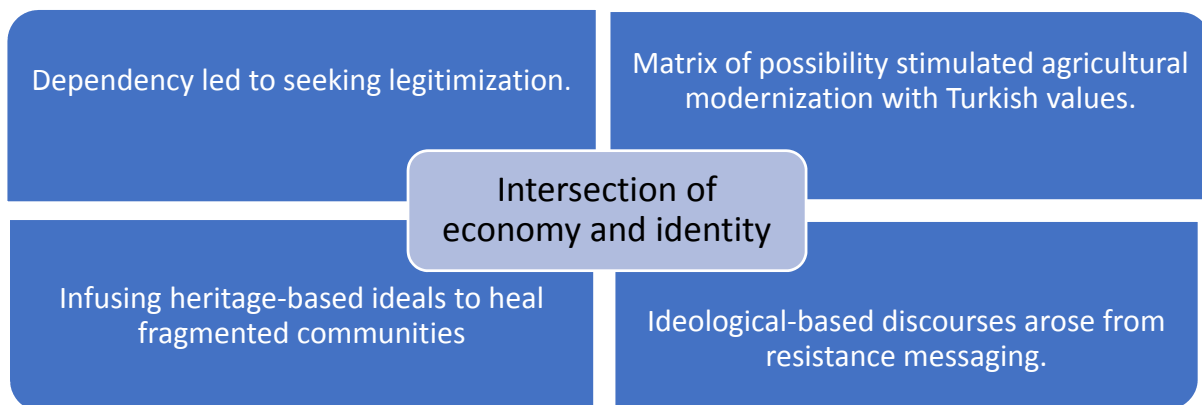 Dependency led to seeking legitimization.
Matrix of possibility stimulated agricultural
modernization with Turkish values.
Intersection of
economy and identity
Infusing heritage-based ideals to heal
fragmented communities
Ideological-based discourses arose from
resistance messaging.